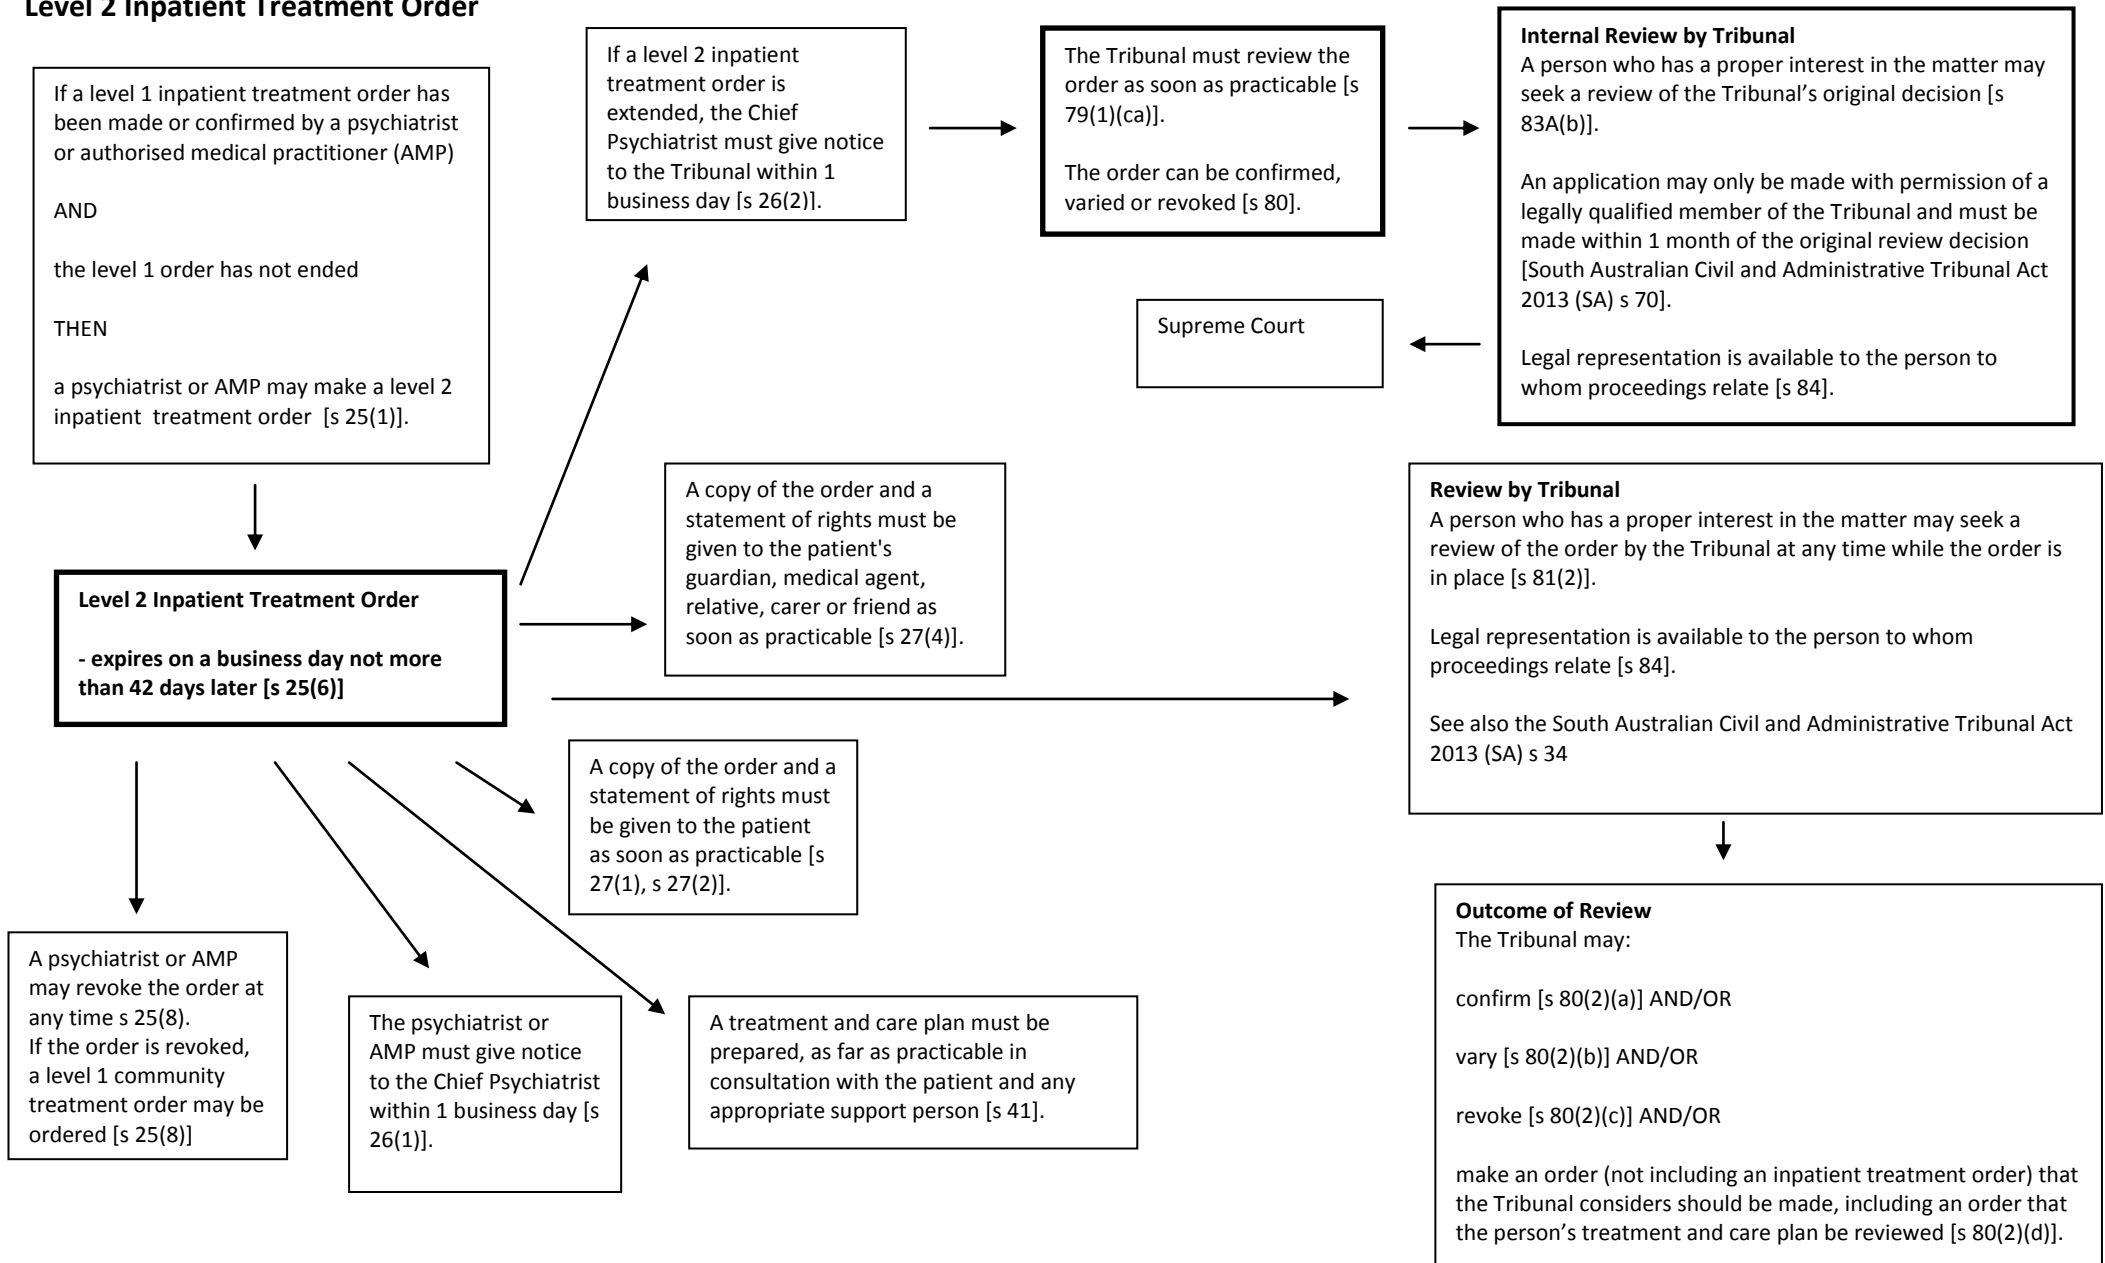 Level 2 Inpatient Treatment Order
If a level 1 inpatient treatment order has
been made or confirmed by a psychiatrist
or authorised medical practitioner (AMP)
AND
the level 1 order has not ended
THEN
a psychiatrist or AMP may make a level 2
inpatient treatment order [s 25(1)].
If a level 2 inpatient
treatment order is
extended, the Chief
Psychiatrist must give notice
to the Tribunal within 1
business day [s 26(2)].
The Tribunal must review the
order as soon as practicable [s
79(1)(ca)].
The order can be confirmed,
varied or revoked [s 80].
Internal Review by Tribunal
A person who has a proper interest in the matter may
seek a review of the Tribunal’s original decision [s
83A(b)].
An application may only be made with permission of a
legally qualified member of the Tribunal and must be
made within 1 month of the original review decision
[South Australian Civil and Administrative Tribunal Act
2013 (SA) s 70].
Legal representation is available to the person to
whom proceedings relate [s 84].
Supreme Court
Level 2 Inpatient Treatment Order
- expires on a business day not more
than 42 days later [s 25(6)]
A copy of the order and a
statement of rights must be
given to the patient's
guardian, medical agent,
relative, carer or friend as
soon as practicable [s 27(4)].
Review by Tribunal
A person who has a proper interest in the matter may seek a
review of the order by the Tribunal at any time while the order is
in place [s 81(2)].
Legal representation is available to the person to whom
proceedings relate [s 84].
See also the South Australian Civil and Administrative Tribunal Act
2013 (SA) s 34
A copy of the order and a
statement of rights must
be given to the patient
as soon as practicable [s
27(1), s 27(2)].
A psychiatrist or AMP
may revoke the order at
any time s 25(8).
If the order is revoked,
a level 1 community
treatment order may be
ordered [s 25(8)]
The psychiatrist or
AMP must give notice
to the Chief Psychiatrist
within 1 business day [s
26(1)].
A treatment and care plan must be
prepared, as far as practicable in
consultation with the patient and any
appropriate support person [s 41].
Outcome of Review
The Tribunal may:
confirm [s 80(2)(a)] AND/OR
vary [s 80(2)(b)] AND/OR
revoke [s 80(2)(c)] AND/OR
make an order (not including an inpatient treatment order) that
the Tribunal considers should be made, including an order that
the person’s treatment and care plan be reviewed [s 80(2)(d)].